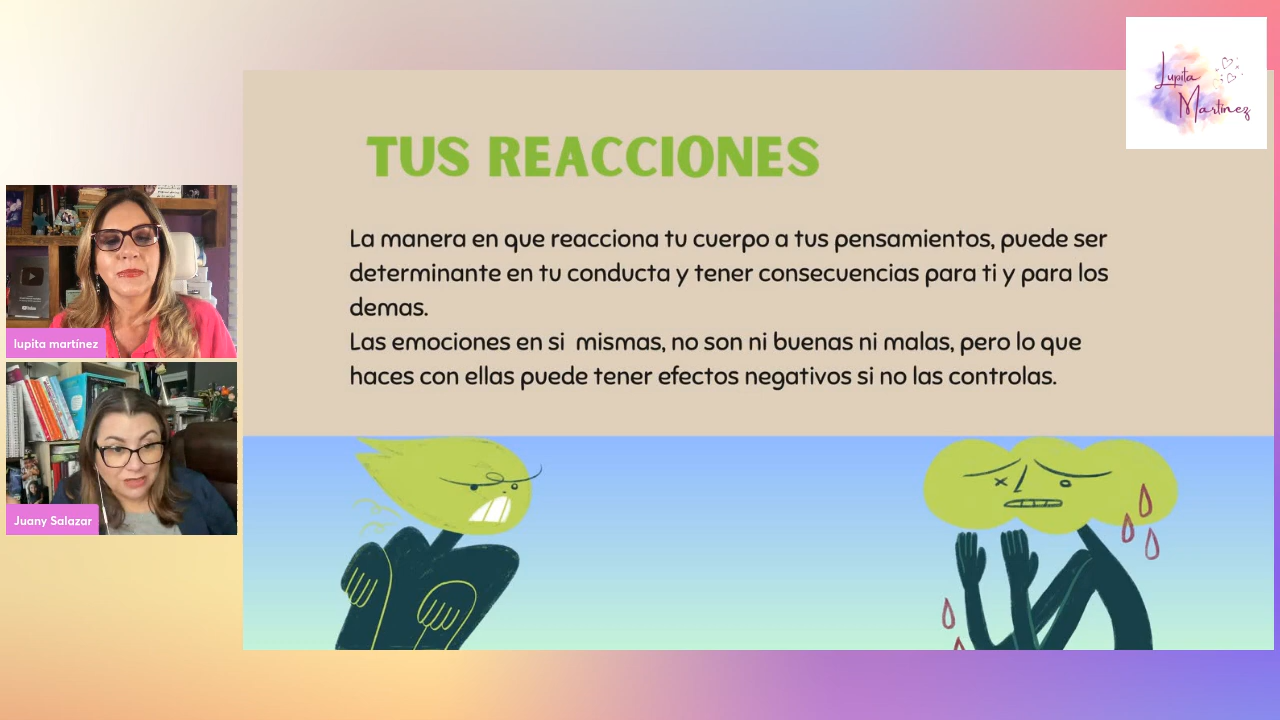 Lupita
Martinez
TUS REACCIONES
La manera en que reacciona tu cuerpo a tus pensamientos, puede ser
determinante en tu conducta y tener consecuencias para ti y para los
demas.
Las emociones en si  mismas, no son ni buenas ni malas, pero lo que
haces con ellas puede tener efectos negativos si no las controlas.
lupita martínez
Juany Salazar